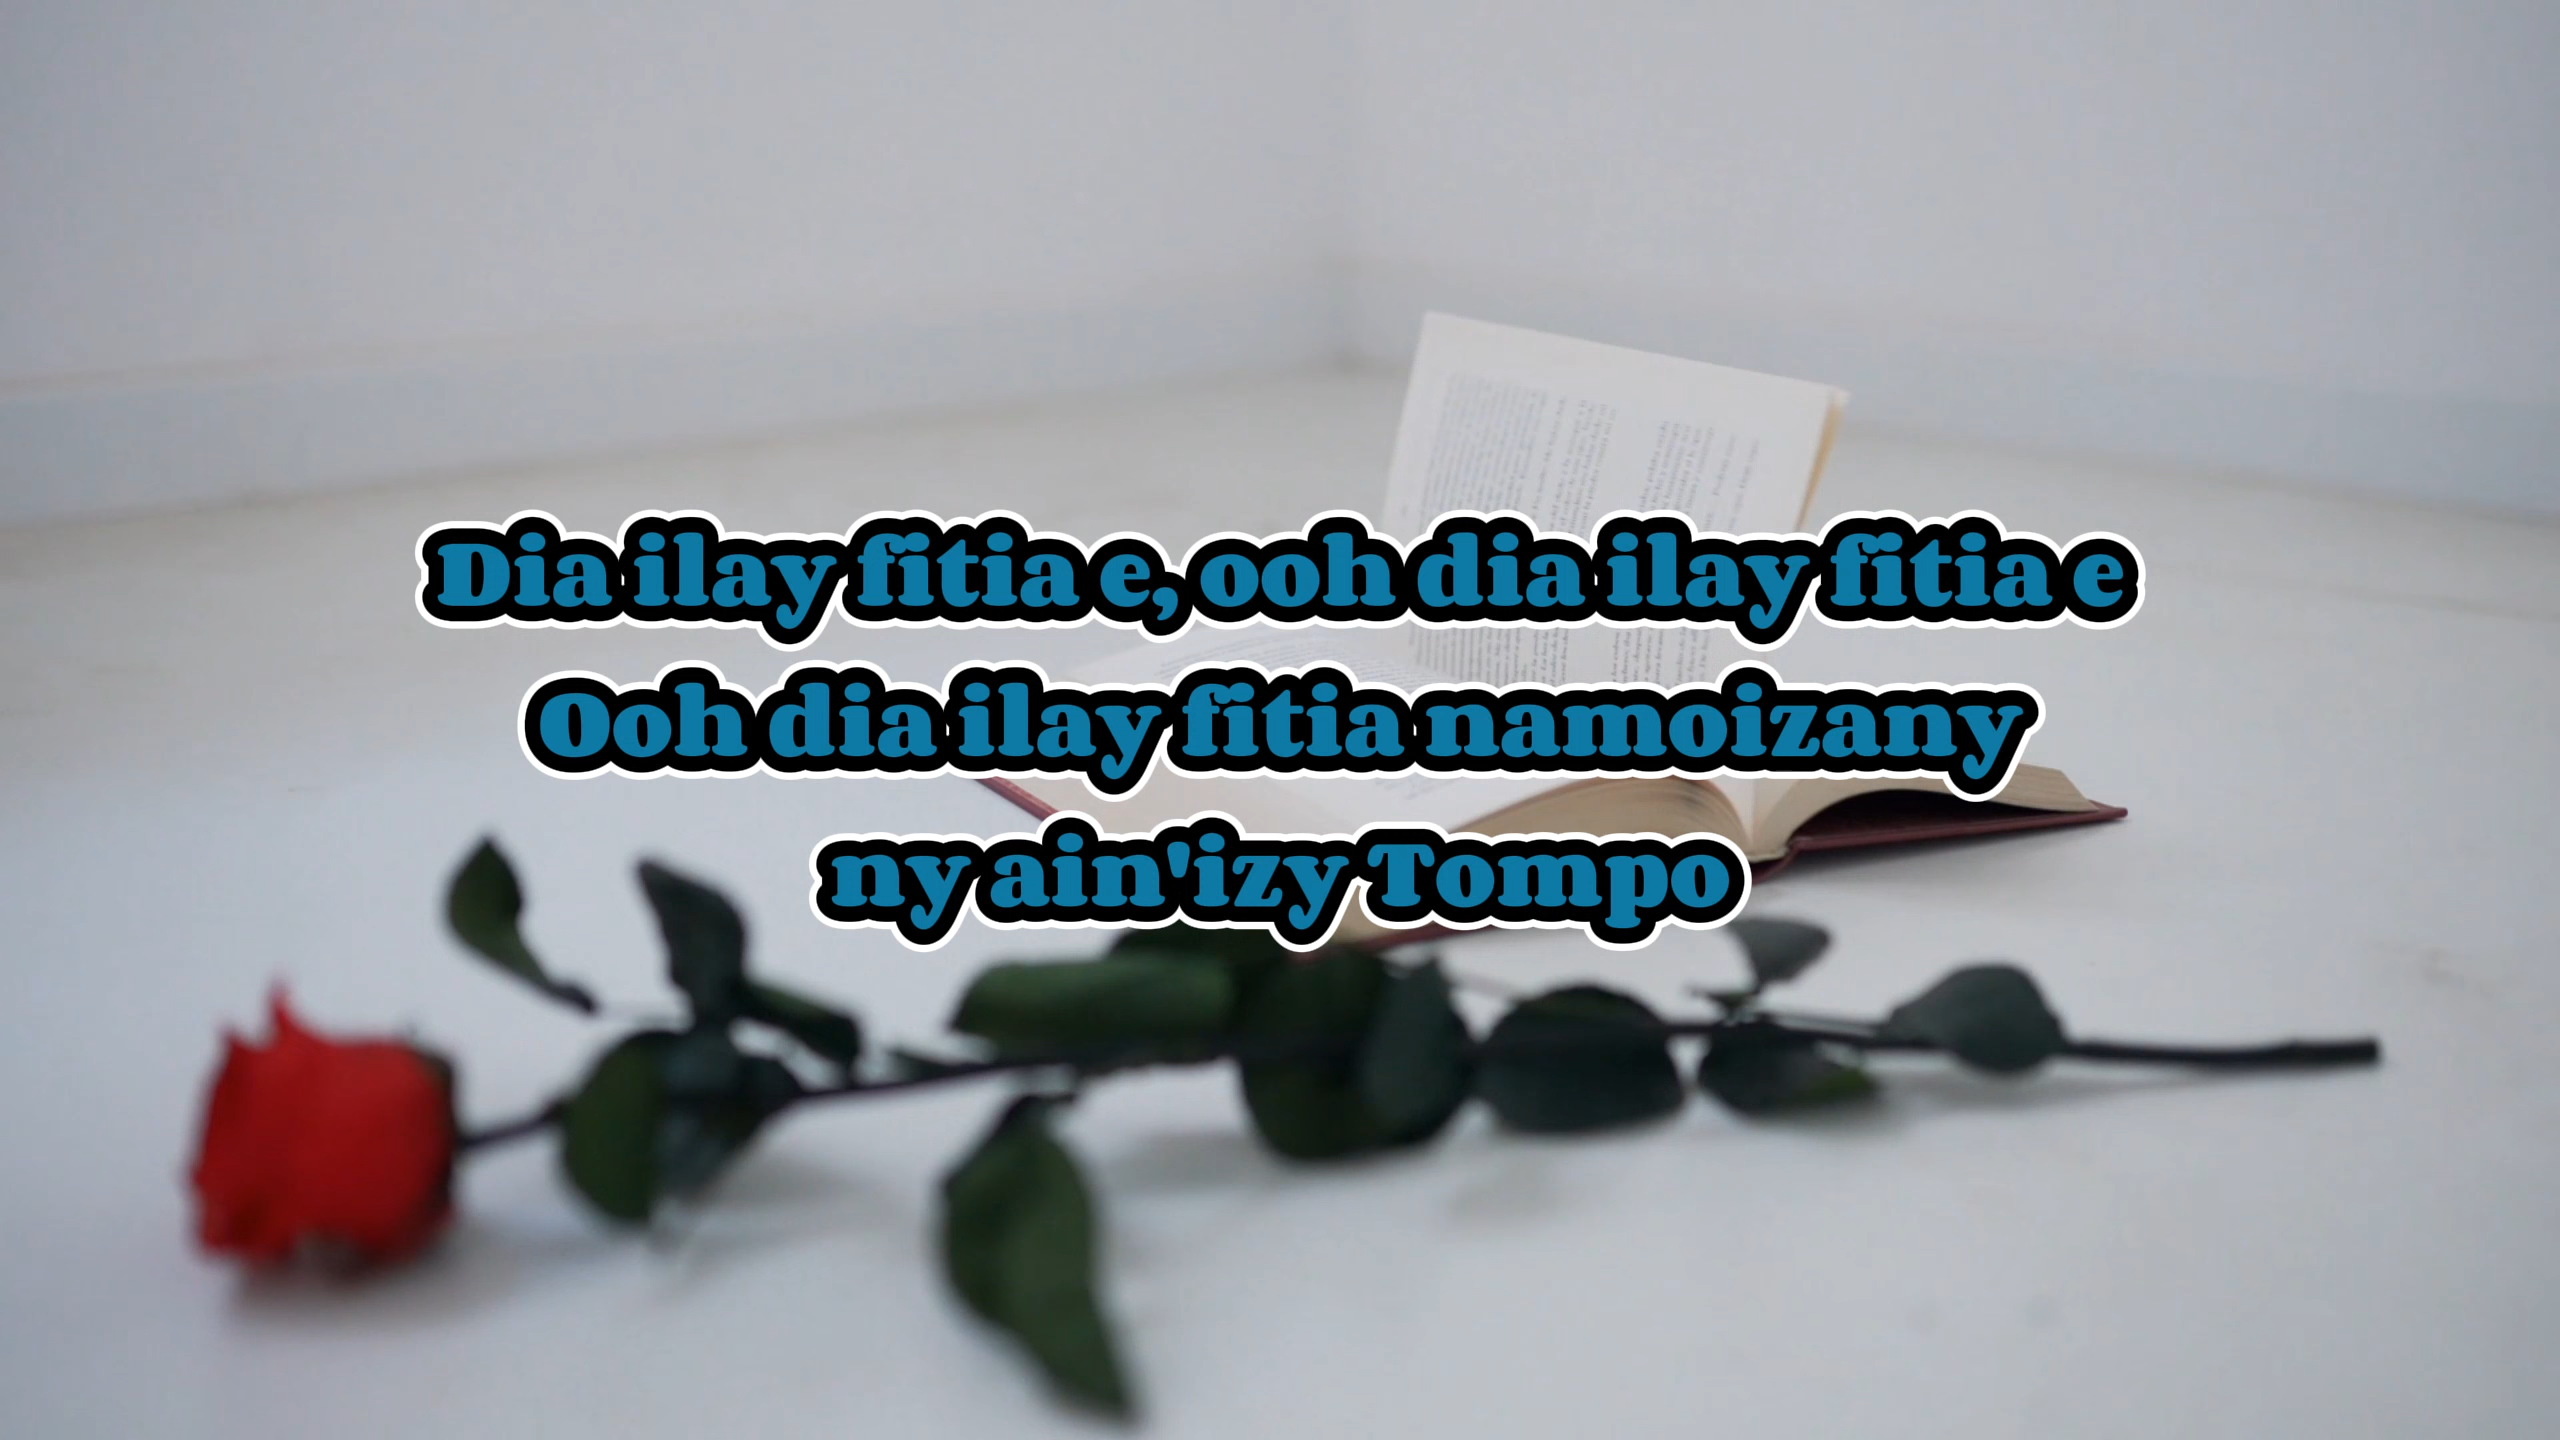 Dia ilay fitia e, ooh dia ilay fitia e
Ooh dia ilay fitia namoizany
ny ain'izy Tompo